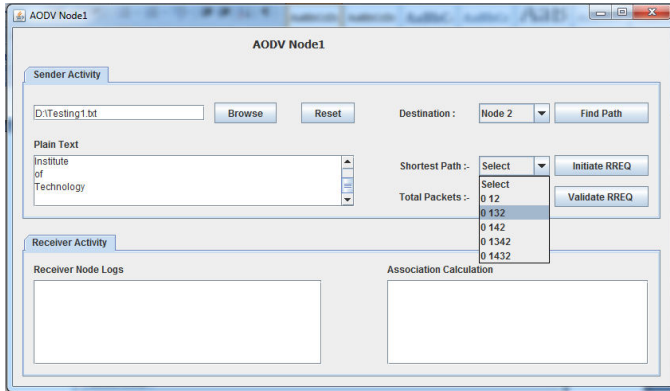 AODV Node1
AODV Node1
Sender Activity
D:\Testing1.txt
Browse
Reset
Destination :
Node 2
Find Path
Plain Text
Institute
of
Technology
Shortest Path :-
Select
Initiate RREQ
Total Packets :-
Select
0 12
0 132
0 142
0 1342
0 1432
Validate RREQ
Receiver Activity
Receiver Node Logs
Association Calculation